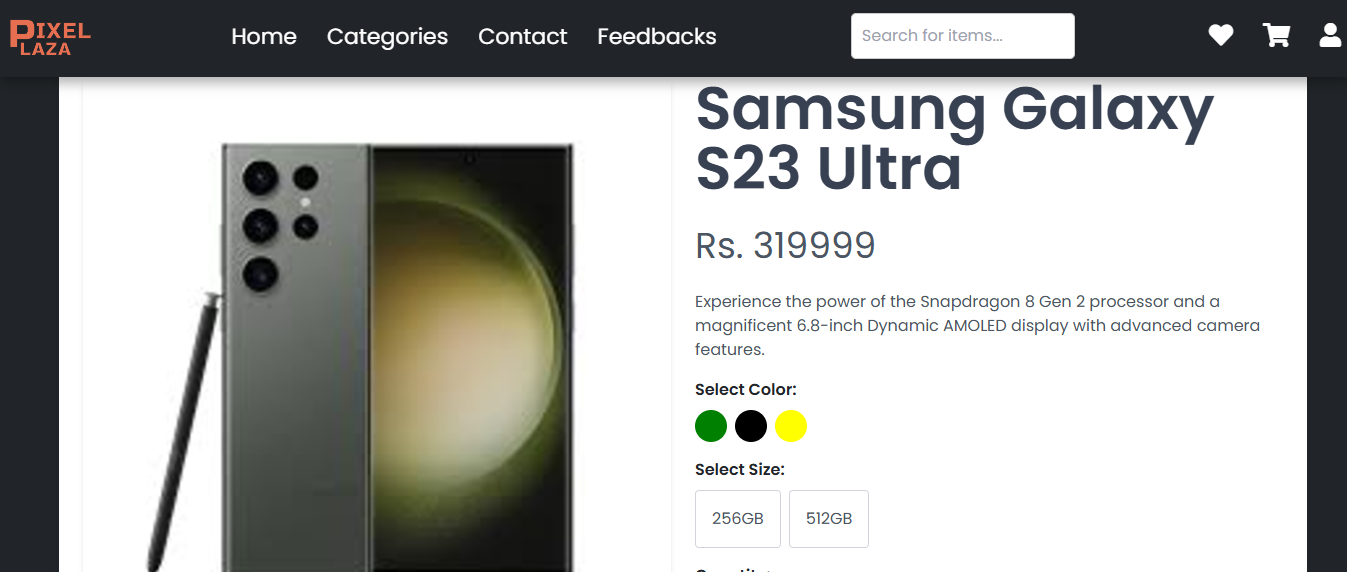 PIXEL
LAZA
Home Categories Contact Feedbacks
Search for items...
Samsung Galaxy
S23 Ultra
Rs. 319999
Experience the power of the Snapdragon 8 Gen 2 processor and a
magnificent 6.8-inch Dynamic AMOLED display with advanced camera
features.
Select Color:
Select Size:
256GB 512GB